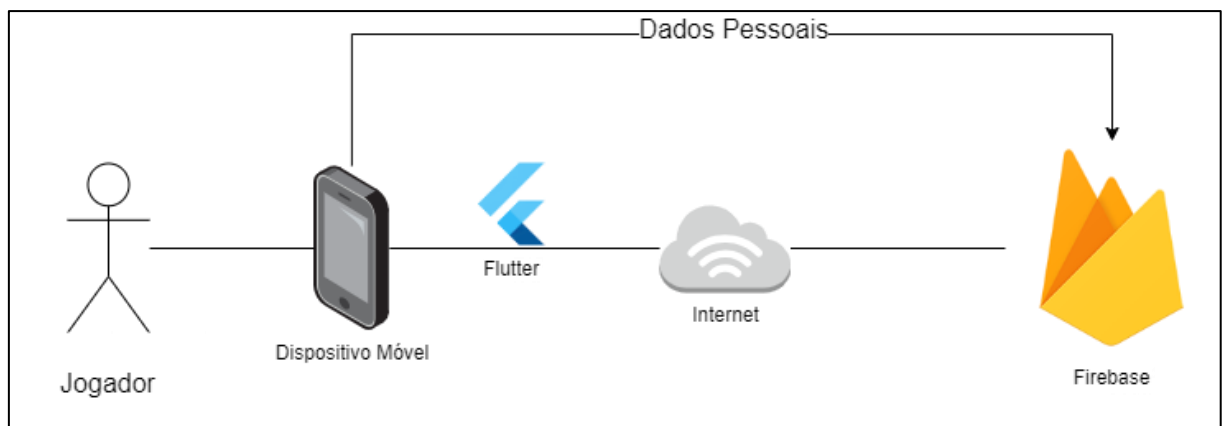 Dados Pessoais
Flutter
Internet
Dispositivo Móvel
Jogador
Firebase